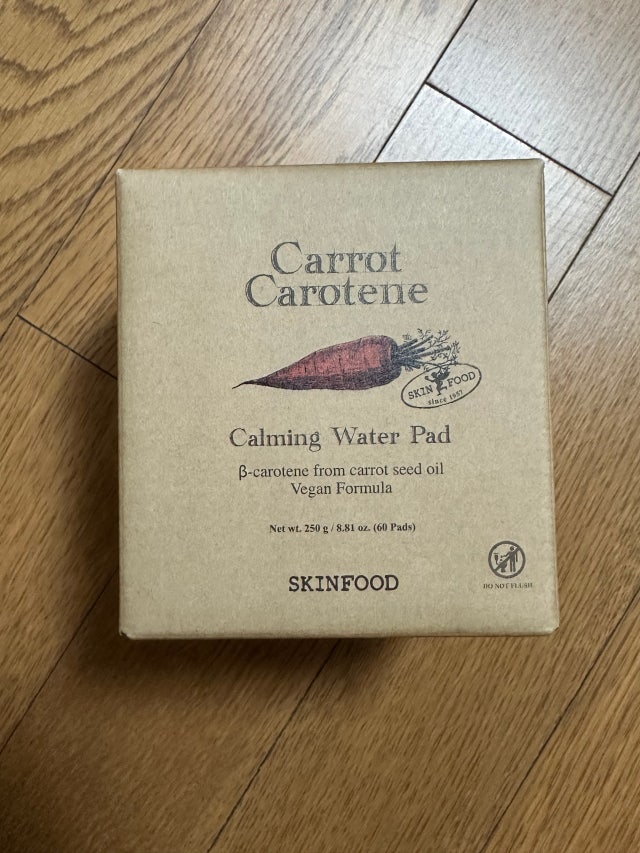 Carrot
Carotene
SKIN FOOD
since 1957
Calming Water Pad
β-carotene from carrot seed oil
Vegan Formula
Net wt. 250 g / 8.81 oz. (60 Pads)
SKINFOOD
DO NOT FLUSH